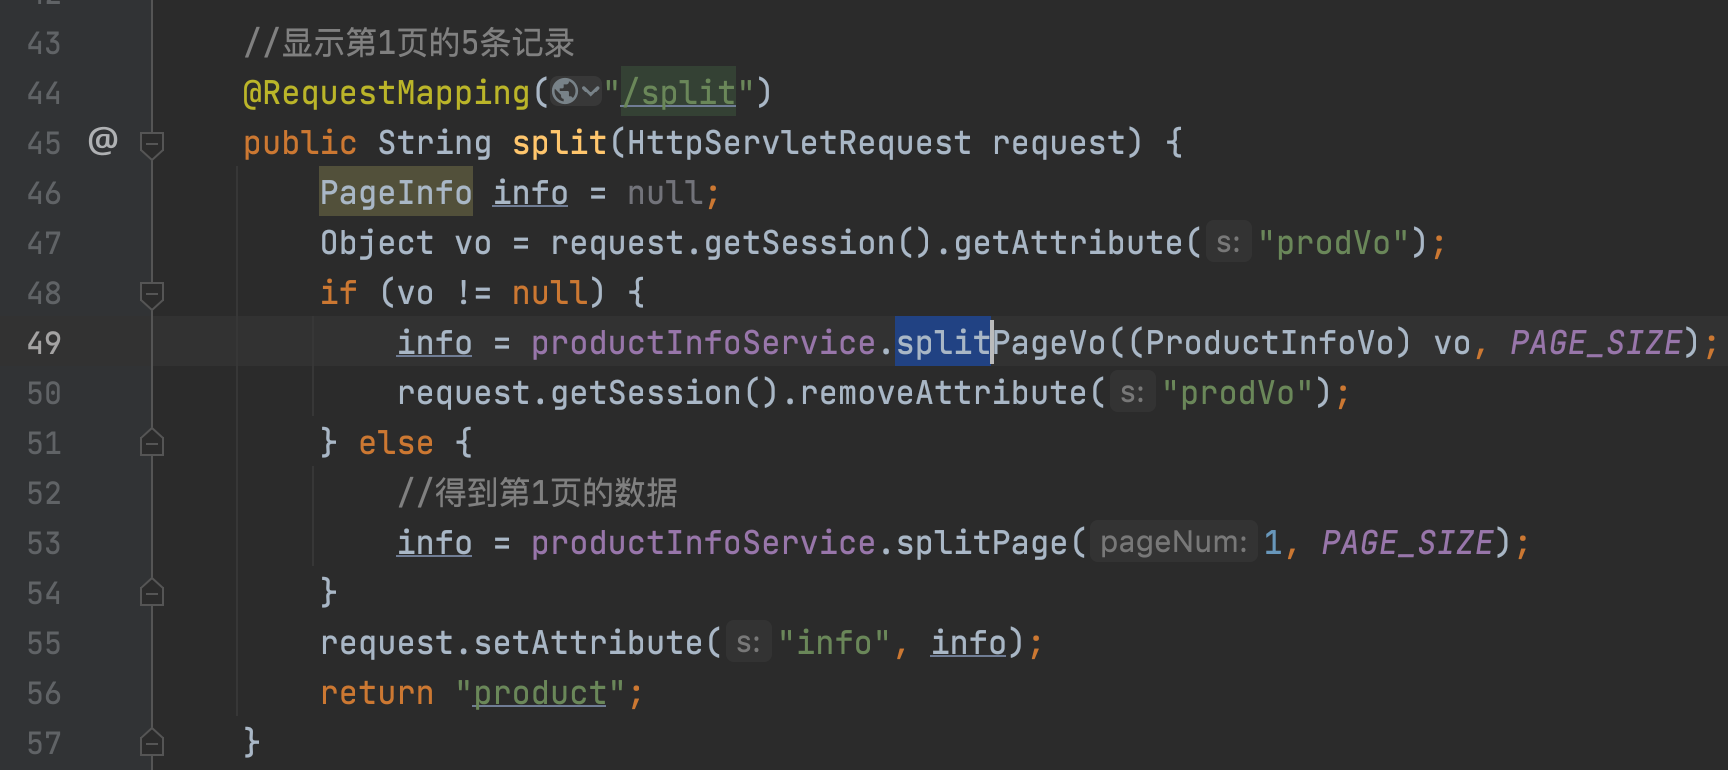 43 //显示第1页的5条记录
44 @RequestMapping("/split")
45 @ public String split(HttpServletRequest request) {
46 PageInfo info = null;
47 Object vo = request.getSession().getAttribute( s: "prodVo");
48 if (vo != null) {
49 info = productInfoService.splitPageVo((ProductInfoVo) vo, PAGE_SIZE);
50 request.getSession().removeAttribute( s: "prodVo");
51 } else {
52 //得到第1页的数据
53 info = productInfoService.splitPage( pageNum: 1, PAGE_SIZE);
54 }
55 request.setAttribute( s: "info", info);
56 return "product";
57 }